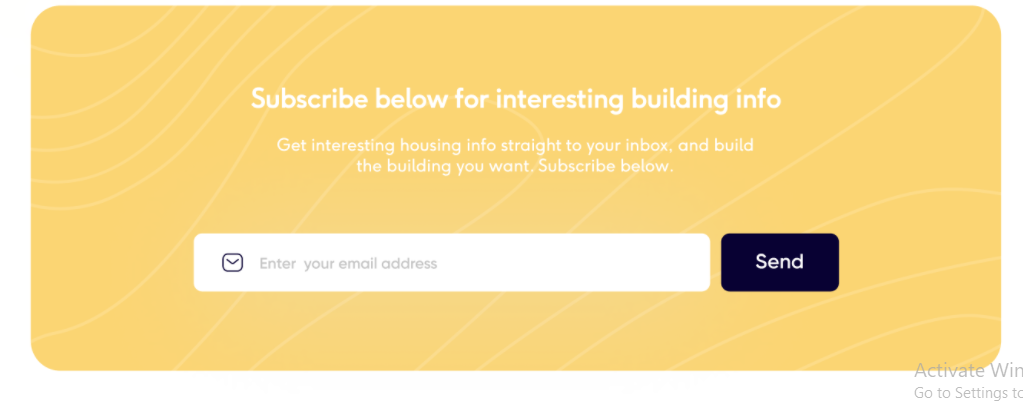 Subscribe below for interesting building info
Get interesting housing info straight to your inbox, and build
the building you want. Subscribe below.
Enter  your email address
Send
Activate Win
Go to Settings to